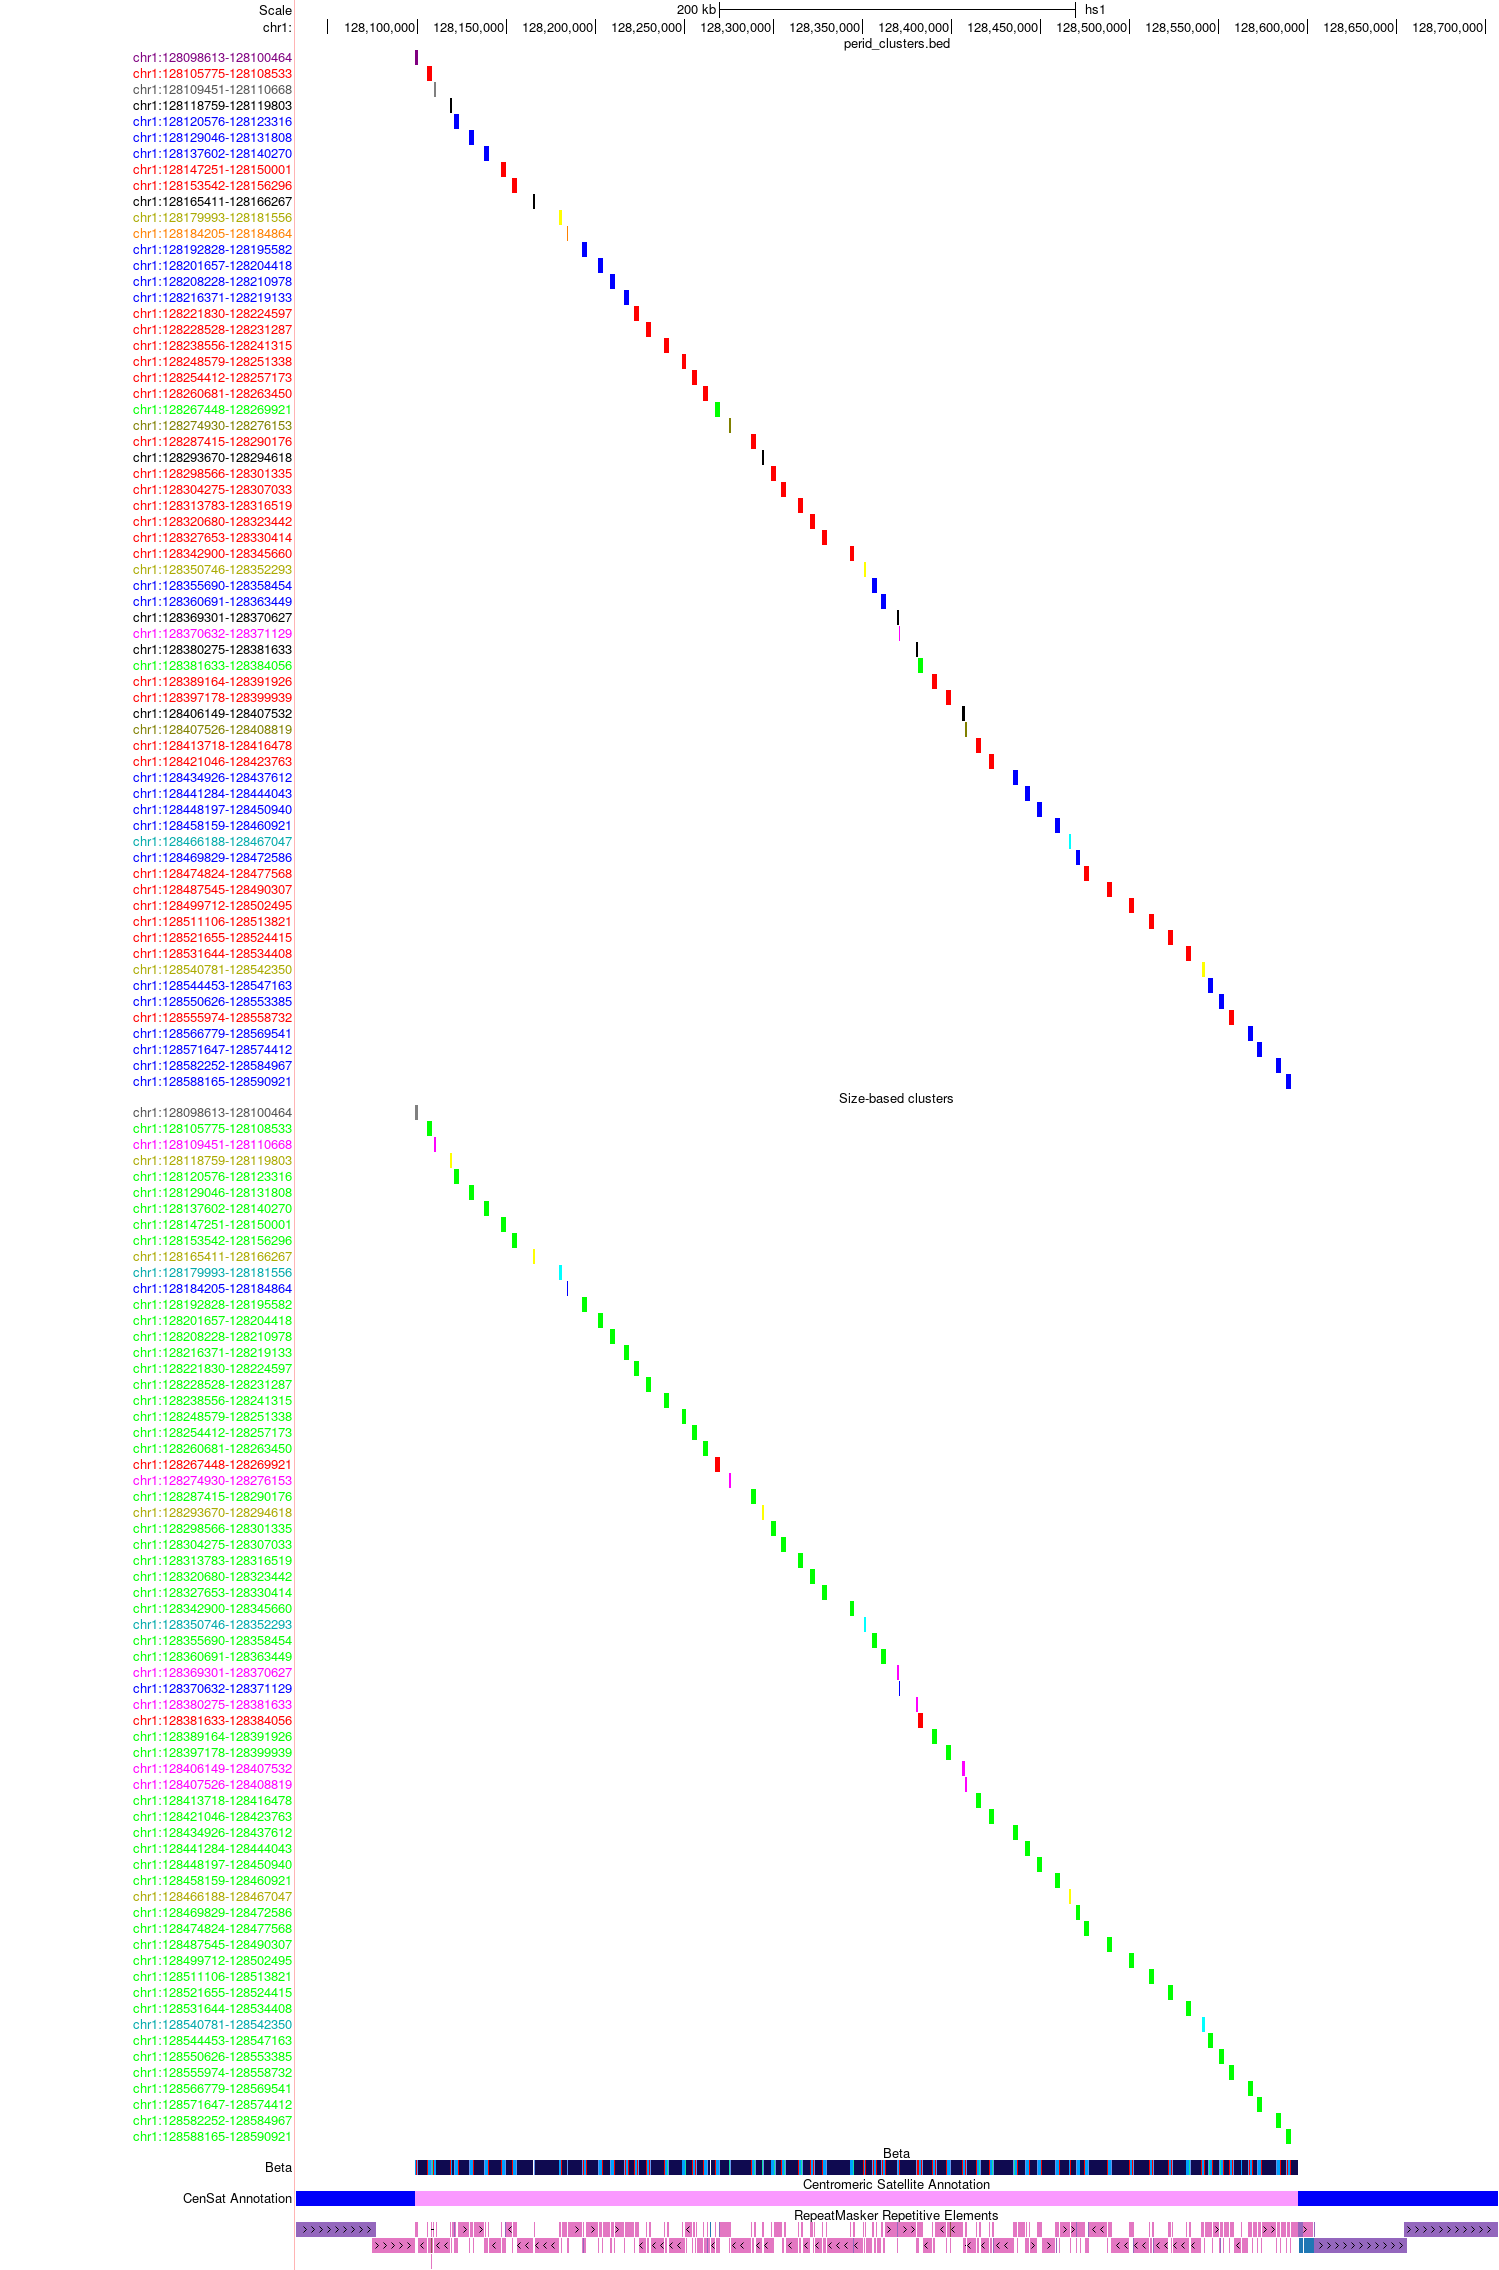 Scale 200 kb hs1
chr1: 128,100,000 128,150,000 128,200,000 128,250,000 128,300,000 128,350,000 128,400,000 128,450,000 128,500,000 128,550,000 128,600,000 128,650,000 128,700,000
perid_clusters.bed
chr1:128098613-128100464
chr1:128105775-128108533
chr1:128109451-128110668
chr1:128118759-128119803
chr1:128120576-128123316
chr1:128129046-128131808
chr1:128137602-128140270
chr1:128147251-128150001
chr1:128153542-128156296
chr1:128165411-128166267
chr1:128179993-128181556
chr1:128184205-128184864
chr1:128192828-128195582
chr1:128201657-128204418
chr1:128208228-128210978
chr1:128216371-128219133
chr1:128221830-128224597
chr1:128228528-128231287
chr1:128238556-128241315
chr1:128248579-128251338
chr1:128254412-128257173
chr1:128260681-128263450
chr1:128267448-128269921
chr1:128274930-128276153
chr1:128287415-128290176
chr1:128293670-128294618
chr1:128298566-128301335
chr1:128304275-128307033
chr1:128313783-128316519
chr1:128320680-128323442
chr1:128327653-128330414
chr1:128342900-128345660
chr1:128350746-128352293
chr1:128355690-128358454
chr1:128360691-128363449
chr1:128369301-128370627
chr1:128370632-128371129
chr1:128380275-128381633
chr1:128381633-128384056
chr1:128389164-128391926
chr1:128397178-128399939
chr1:128406149-128407532
chr1:128407526-128408819
chr1:128413718-128416478
chr1:128421046-128423763
chr1:128434926-128437612
chr1:128441284-128444043
chr1:128448197-128450940
chr1:128458159-128460921
chr1:128466188-128467047
chr1:128469829-128472586
chr1:128474824-128477568
chr1:128487545-128490307
chr1:128499712-128502495
chr1:128511106-128513821
chr1:128521655-128524415
chr1:128531644-128534408
chr1:128540781-128542350
chr1:128544453-128547163
chr1:128550626-128553385
chr1:128555974-128558732
chr1:128566779-128569541
chr1:128571647-128574412
chr1:128582252-128584967
chr1:128588165-128590921
Size-based clusters
chr1:128098613-128100464
chr1:128105775-128108533
chr1:128109451-128110668
chr1:128118759-128119803
chr1:128120576-128123316
chr1:128129046-128131808
chr1:128137602-128140270
chr1:128147251-128150001
chr1:128153542-128156296
chr1:128165411-128166267
chr1:128179993-128181556
chr1:128184205-128184864
chr1:128192828-128195582
chr1:128201657-128204418
chr1:128208228-128210978
chr1:128216371-128219133
chr1:128221830-128224597
chr1:128228528-128231287
chr1:128238556-128241315
chr1:128248579-128251338
chr1:128254412-128257173
chr1:128260681-128263450
chr1:128267448-128269921
chr1:128274930-128276153
chr1:128287415-128290176
chr1:128293670-128294618
chr1:128298566-128301335
chr1:128304275-128307033
chr1:128313783-128316519
chr1:128320680-128323442
chr1:128327653-128330414
chr1:128342900-128345660
chr1:128350746-128352293
chr1:128355690-128358454
chr1:128360691-128363449
chr1:128369301-128370627
chr1:128370632-128371129
chr1:128380275-128381633
chr1:128381633-128384056
chr1:128389164-128391926
chr1:128397178-128399939
chr1:128406149-128407532
chr1:128407526-128408819
chr1:128413718-128416478
chr1:128421046-128423763
chr1:128434926-128437612
chr1:128441284-128444043
chr1:128448197-128450940
chr1:128458159-128460921
chr1:128466188-128467047
chr1:128469829-128472586
chr1:128474824-128477568
chr1:128487545-128490307
chr1:128499712-128502495
chr1:128511106-128513821
chr1:128521655-128524415
chr1:128531644-128534408
chr1:128540781-128542350
chr1:128544453-128547163
chr1:128550626-128553385
chr1:128555974-128558732
chr1:128566779-128569541
chr1:128571647-128574412
chr1:128582252-128584967
chr1:128588165-128590921
Beta
Beta
Centromeric Satellite Annotation
CenSat Annotation
RepeatMasker Repetitive Elements